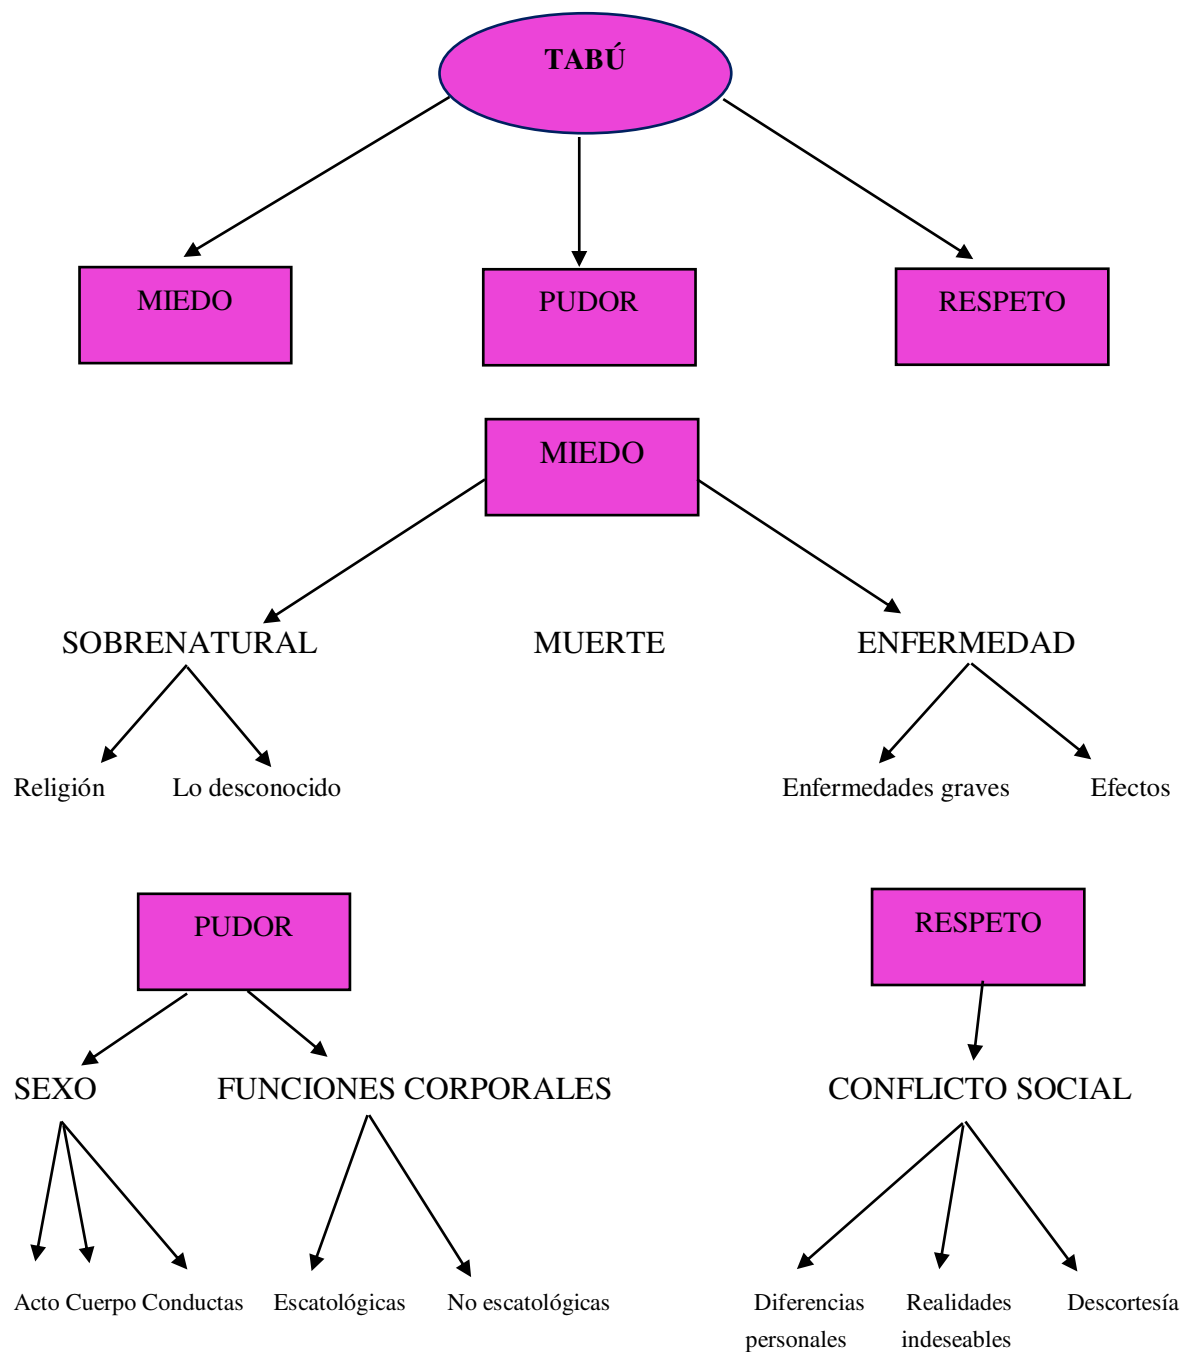 TABÚ
MIEDO
PUDOR
RESPETO
MIEDO
SOBRENATURAL
MUERTE
ENFERMEDAD
Religión
Lo desconocido
Enfermedades graves
Efectos
PUDOR
RESPETO
SEXO
FUNCIONES CORPORALES
CONFLICTO SOCIAL
Acto Cuerpo Conductas
Escatológicas
No escatológicas
Diferencias
personales
Realidades
indeseables
Descortesía